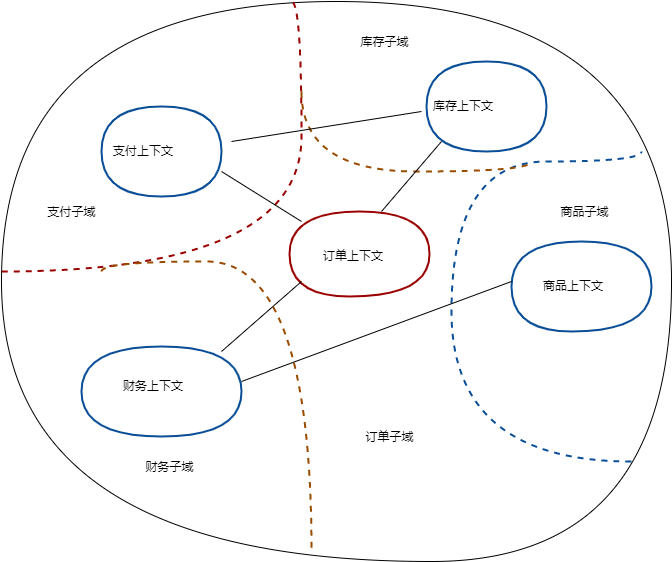 库存子域
库存上下文
支付上下文
支付子域
商品子域
订单上下文
商品上下文
财务上下文
订单子域
财务子域